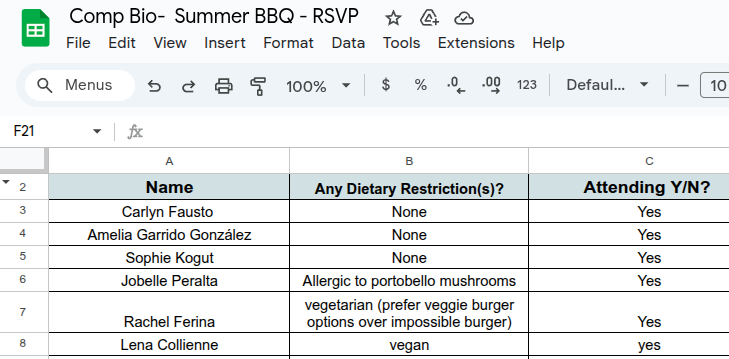 Comp Bio-  Summer BBQ - RSVP
File Edit View Insert Format Data Tools Extensions Help
Menus 100% $ % .0 .00 123 Defaul... 10
F21 fx
A B C
2 Name Any Dietary Restriction(s)? Attending Y/N?
3 Carlyn Fausto None Yes
4 Amelia Garrido González None Yes
5 Sophie Kogut None Yes
6 Jobelle Peralta Allergic to portobello mushrooms Yes
7 vegetarian (prefer veggie burger
Rachel Ferina options over impossible burger) Yes
8 Lena Collienne vegan yes